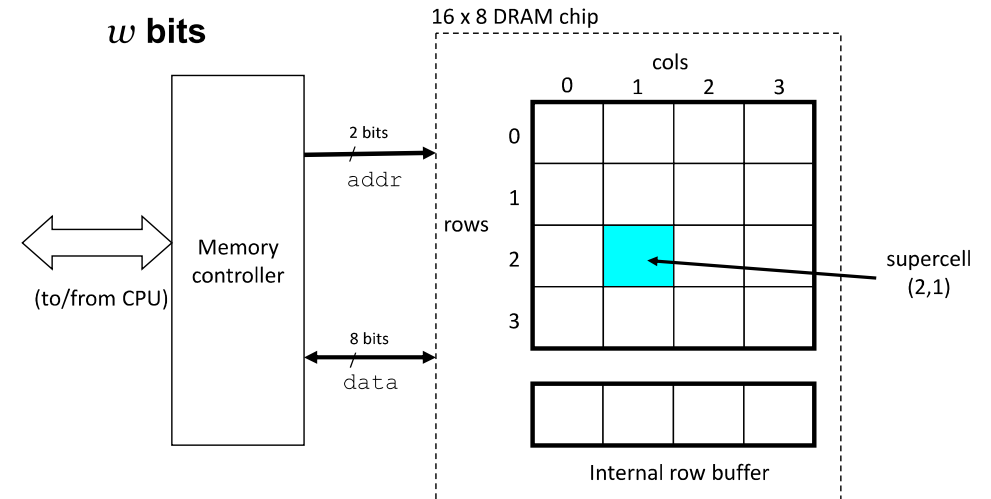 w bits
16 x 8 DRAM chip
cols
0 1 2 3
0
1
2
3
rows
2 bits
addr
Memory
controller
(to/from CPU)
8 bits
data
supercell
(2,1)
Internal row buffer